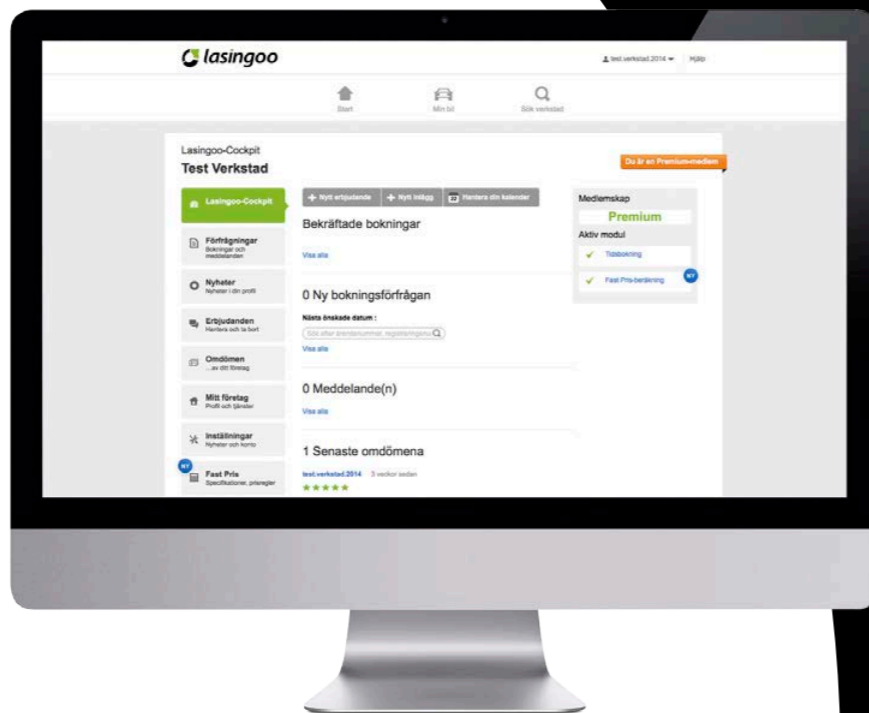 lasingoo
test.verkstad.2014
Hjälp
Start
Min bil
Sök verkstad
Lasingoo-Cockpit
Test Verkstad
Du är en Premium-medlem
Lasingoo-Cockpit
Förfrågningar
Bokningar och
meddelanden
Nyheter
Nyheter i din profil
Erbjudanden
Hantera och ta bort
Omdömen
...av ditt företag
Mitt företag
Profil och tjänster
Inställningar
Nyheter och konto
NY
Fast Pris
Specifikationer, prisregler
+ Nytt erbjudande
+ Nytt inlägg
Hantera din kalender
Bekräftade bokningar
Visa alla
0 Ny bokningsförfrågan
Nästa önskade datum :
Sök efter ärendenummer, registreringsnu
Visa alla
0 Meddelande(n)
Visa alla
1 Senaste omdömena
test.verkstad.2014 3 veckor sedan
Medlemskap
Premium
Aktiv modul
Tidsbokning
Fast Pris-beräkning
NY